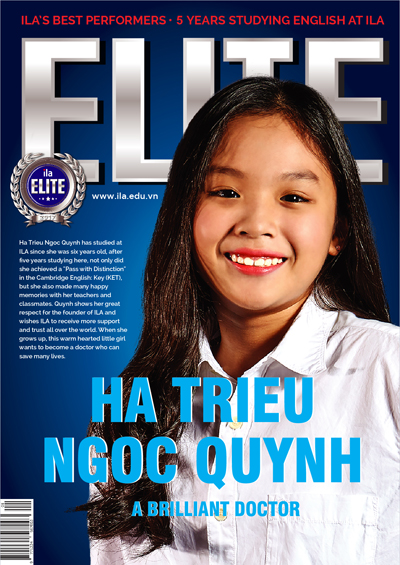 ILA'S BEST PERFORMERS • 5 YEARS STUDYING ENGLISH AT ILA
ELITE
ila
ELITE
www.ila.edu.vn
Ha Trieu Ngoc Quynh has studied at
ILA since she was six years old, after
five years studying here, not only did
she achieved a "Pass with Distinction"
in the Cambridge English: Key (KET),
but she also made many happy
memories with her teachers and
classmates. Quynh shows her great
respect for the founder of ILA and
wishes ILA to receive more support
and trust all over the world. When she
grows up, this warm hearted little girl
wants to become a doctor who can
save many lives.
HA TRIEU
NGOC QUYNH
A BRILLIANT DOCTOR